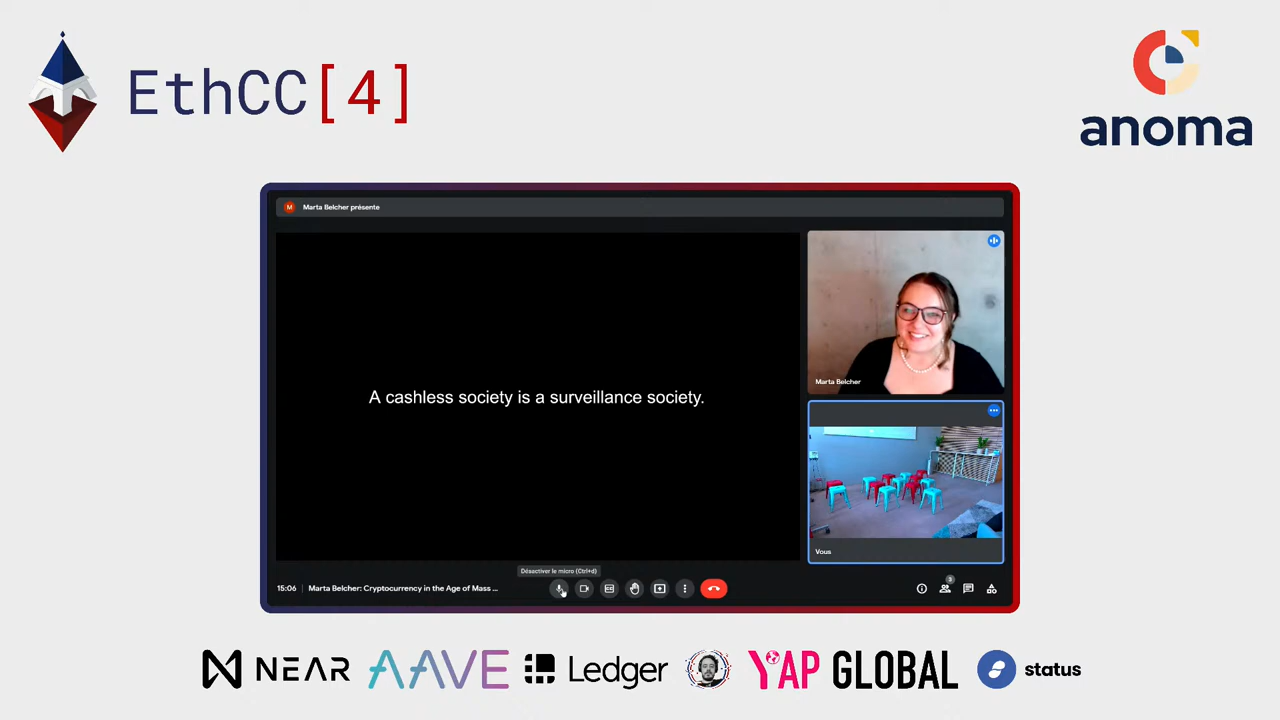 EthCC[4]
anoma
M Marta Belcher présente
A cashless society is a surveillance society.
Marta Belcher
Vous
Désactiver le micro (Ctrl+d)
15:06 Marta Belcher: Cryptocurrency in the Age of Mass ...
3
NEAR
AAVE
Ledger
YAP GLOBAL
status